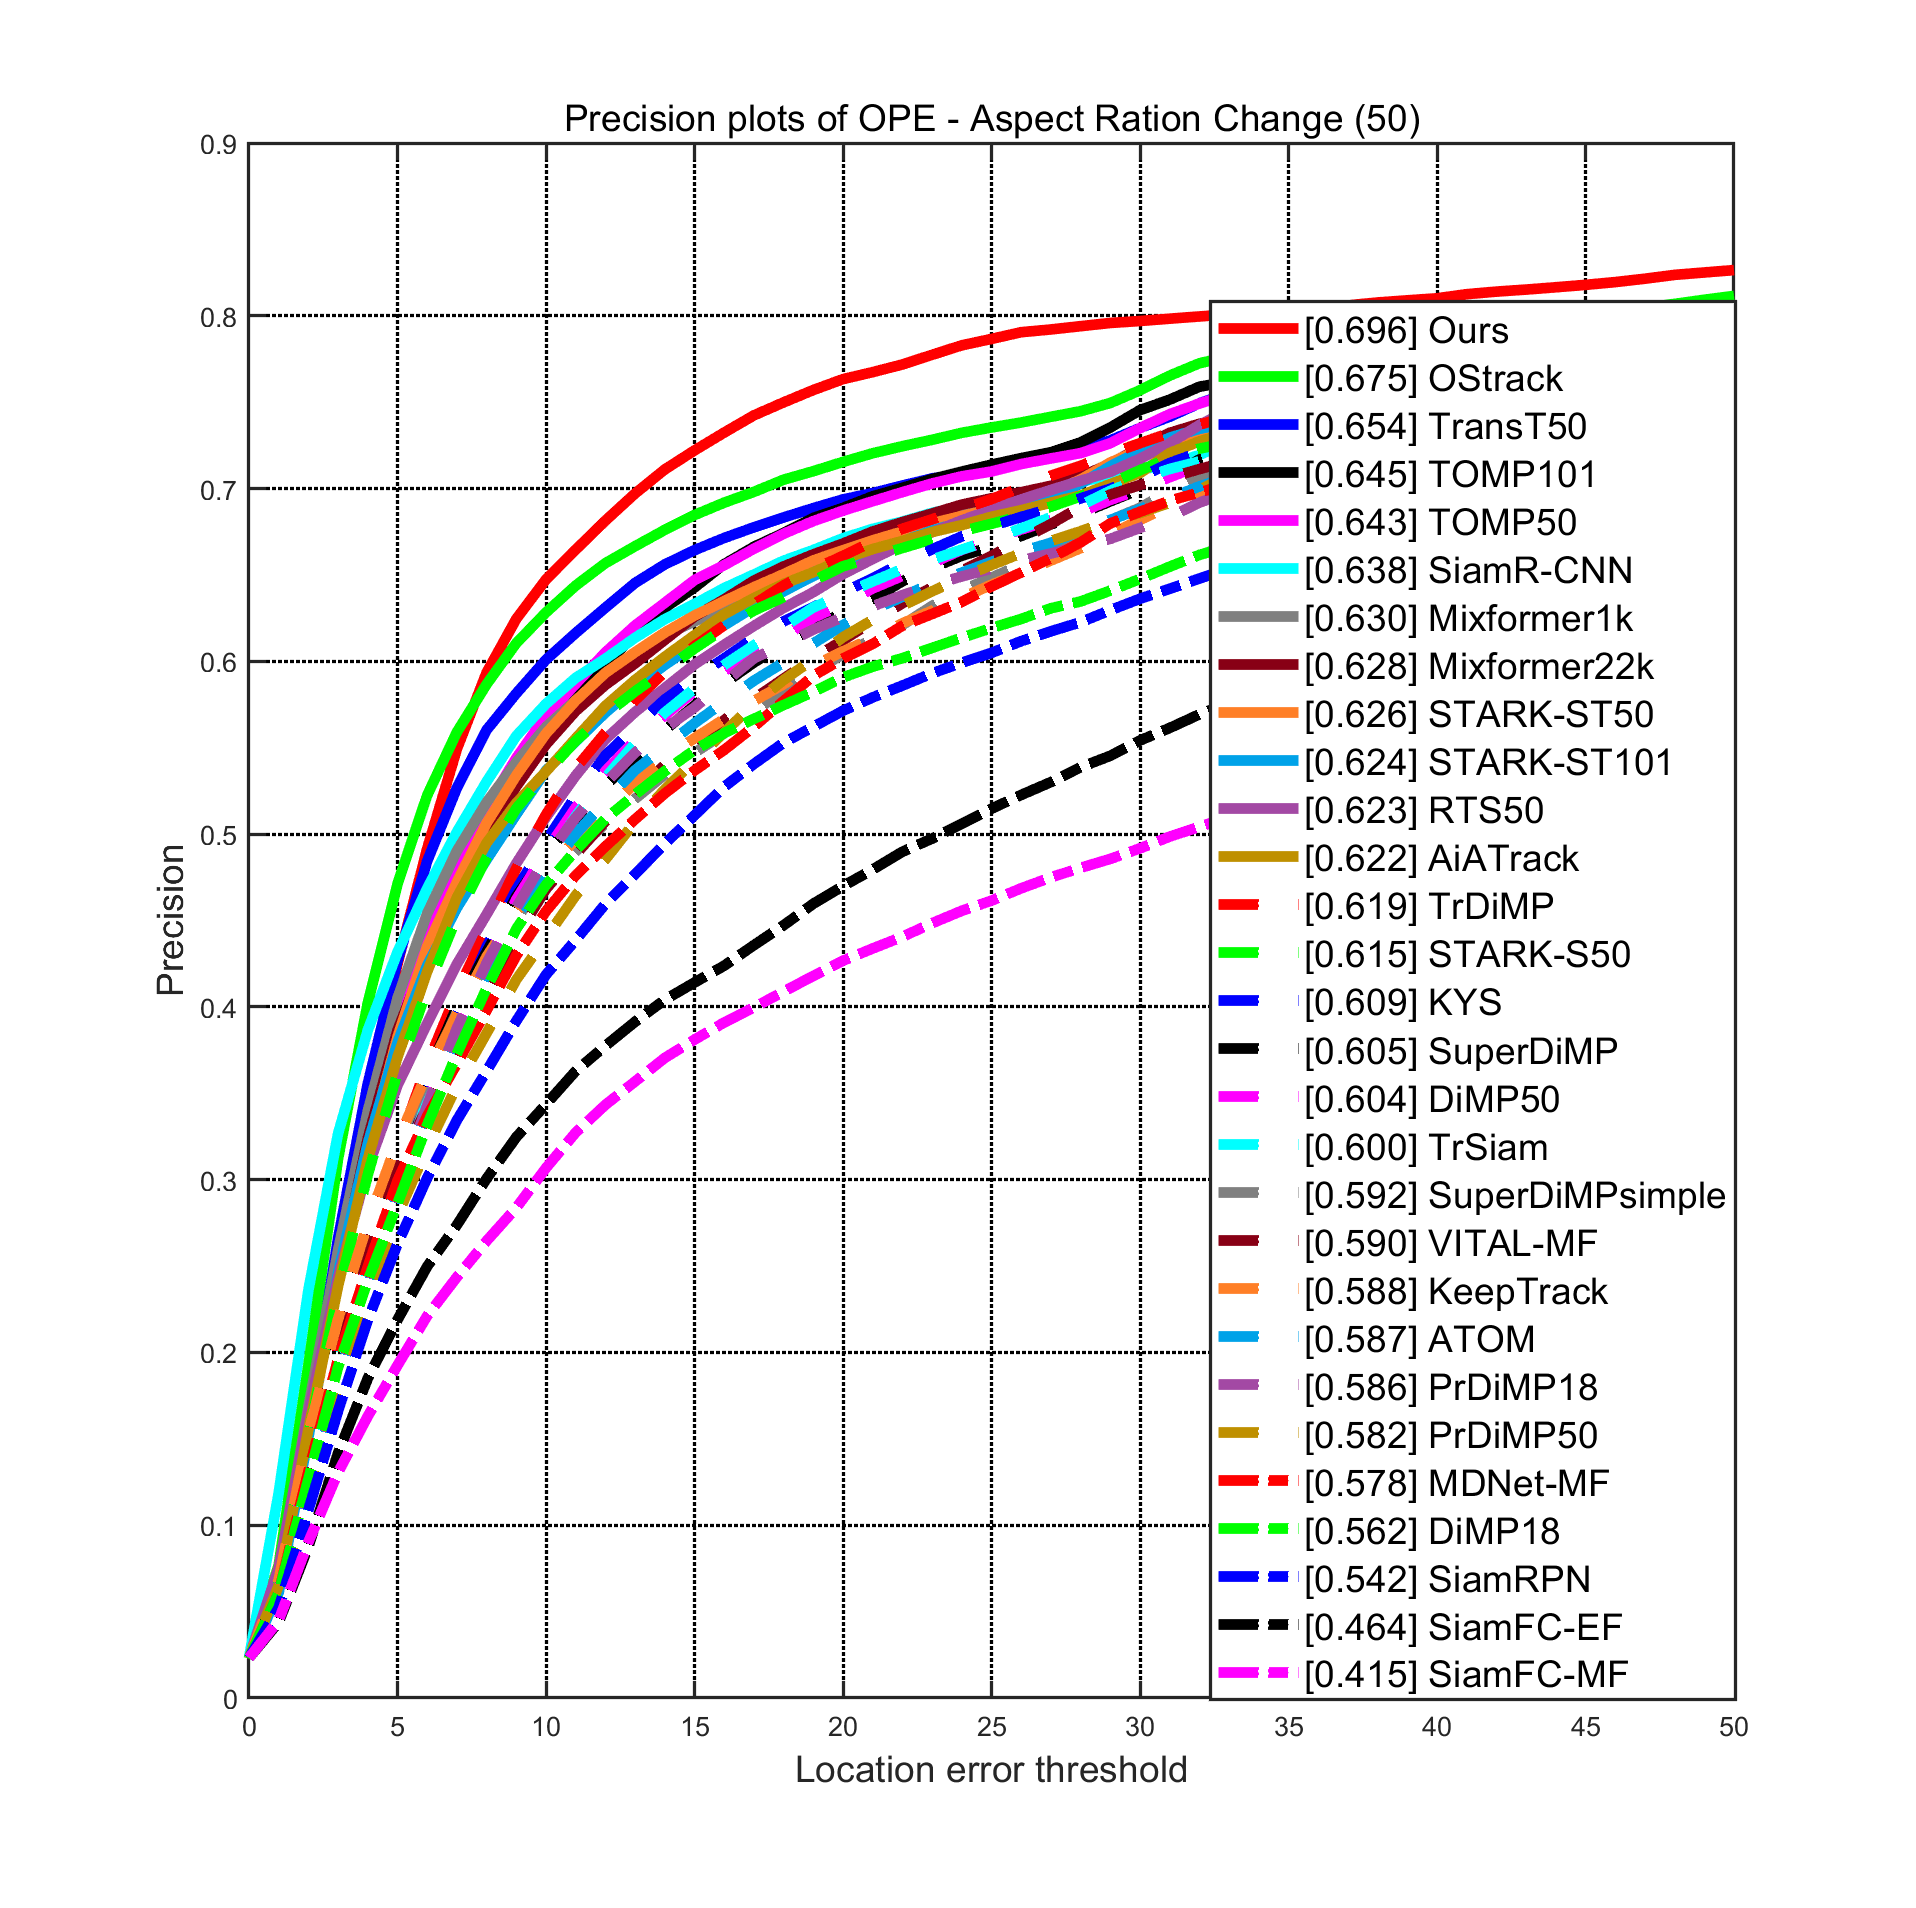 Precision plots of OPE - Aspect Ration Change (50)
0.9
0.8
0.7
0.6
0.5
0.4
0.3
0.2
0.1
0
Precision
[0.696] Ours
[0.675] OStrack
[0.654] TransT50
[0.645] TOMP101
[0.643] TOMP50
[0.638] SiamR-CNN
[0.630] Mixformer1k
[0.628] Mixformer22k
[0.626] STARK-ST50
[0.624] STARK-ST101
[0.623] RTS50
[0.622] AiATrack
[0.619] TrDiMP
[0.615] STARK-S50
[0.609] KYS
[0.605] SuperDiMP
[0.604] DiMP50
[0.600] TrSiam
[0.592] SuperDiMPsimple
[0.590] VITAL-MF
[0.588] KeepTrack
[0.587] ATOM
[0.586] PrDiMP18
[0.582] PrDiMP50
[0.578] MDNet-MF
[0.562] DiMP18
[0.542] SiamRPN
[0.464] SiamFC-EF
[0.415] SiamFC-MF
0 5 10 15 20 25 30 35 40 45 50
Location error threshold